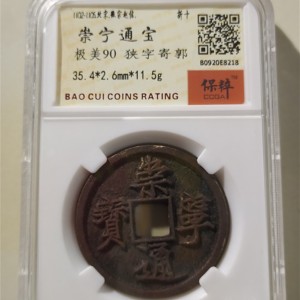 崇宁通宝
极美90 狭字寄郭
35.4*2.6mm*11.5g
B0920E8218
保粹
BAO CUI COINS RATING
崇
寶 寧
通